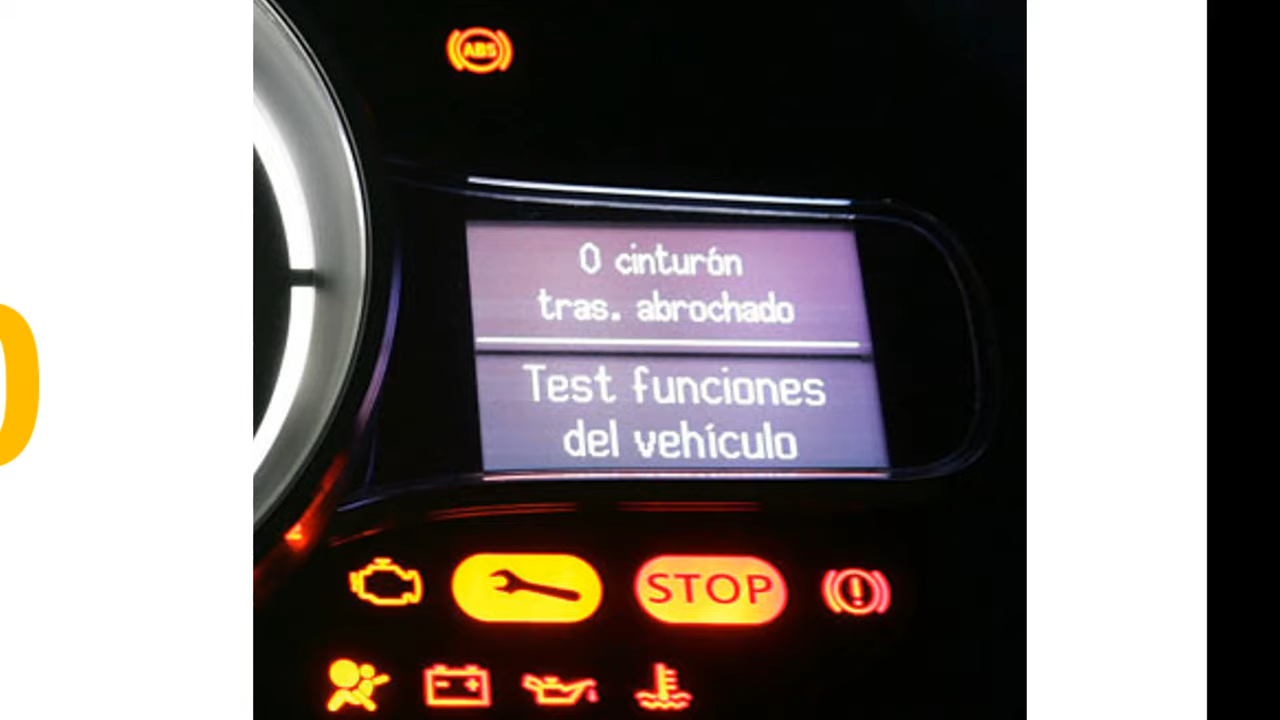 ABS
0 cinturón
tras. abrochado
Test funciones
del vehículo
STOP